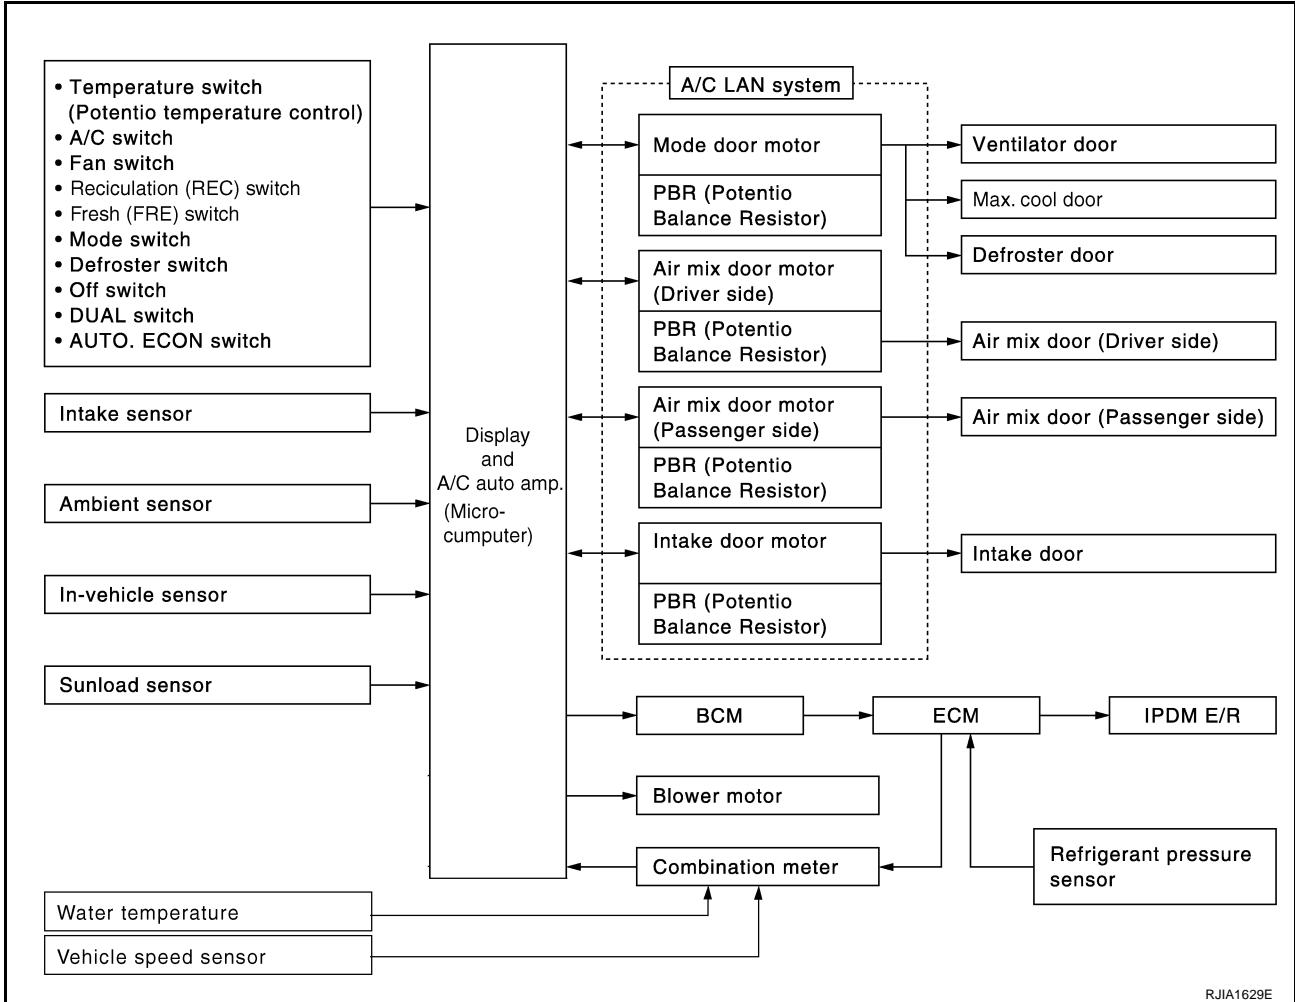 • Temperature switch
(Potentio temperature control)
• A/C switch
• Fan switch
• Reciculation (REC) switch
• Fresh (FRE) switch
• Mode switch
• Defroster switch
• Off switch
• DUAL switch
• AUTO. ECON switch
Intake sensor
Ambient sensor
In-vehicle sensor
Sunload sensor
Water temperature
Vehicle speed sensor
Display
and
A/C auto amp.
(Micro-
cumputer)
A/C LAN system
Mode door motor
PBR (Potentio
Balance Resistor)
Air mix door motor
(Driver side)
PBR (Potentio
Balance Resistor)
Air mix door motor
(Passenger side)
PBR (Potentio
Balance Resistor)
Intake door motor
PBR (Potentio
Balance Resistor)
Ventilator door
Max. cool door
Defroster door
Air mix door (Driver side)
Air mix door (Passenger side)
Intake door
BCM
ECM
IPDM E/R
Blower motor
Combination meter
Refrigerant pressure
sensor
RJIA1629E